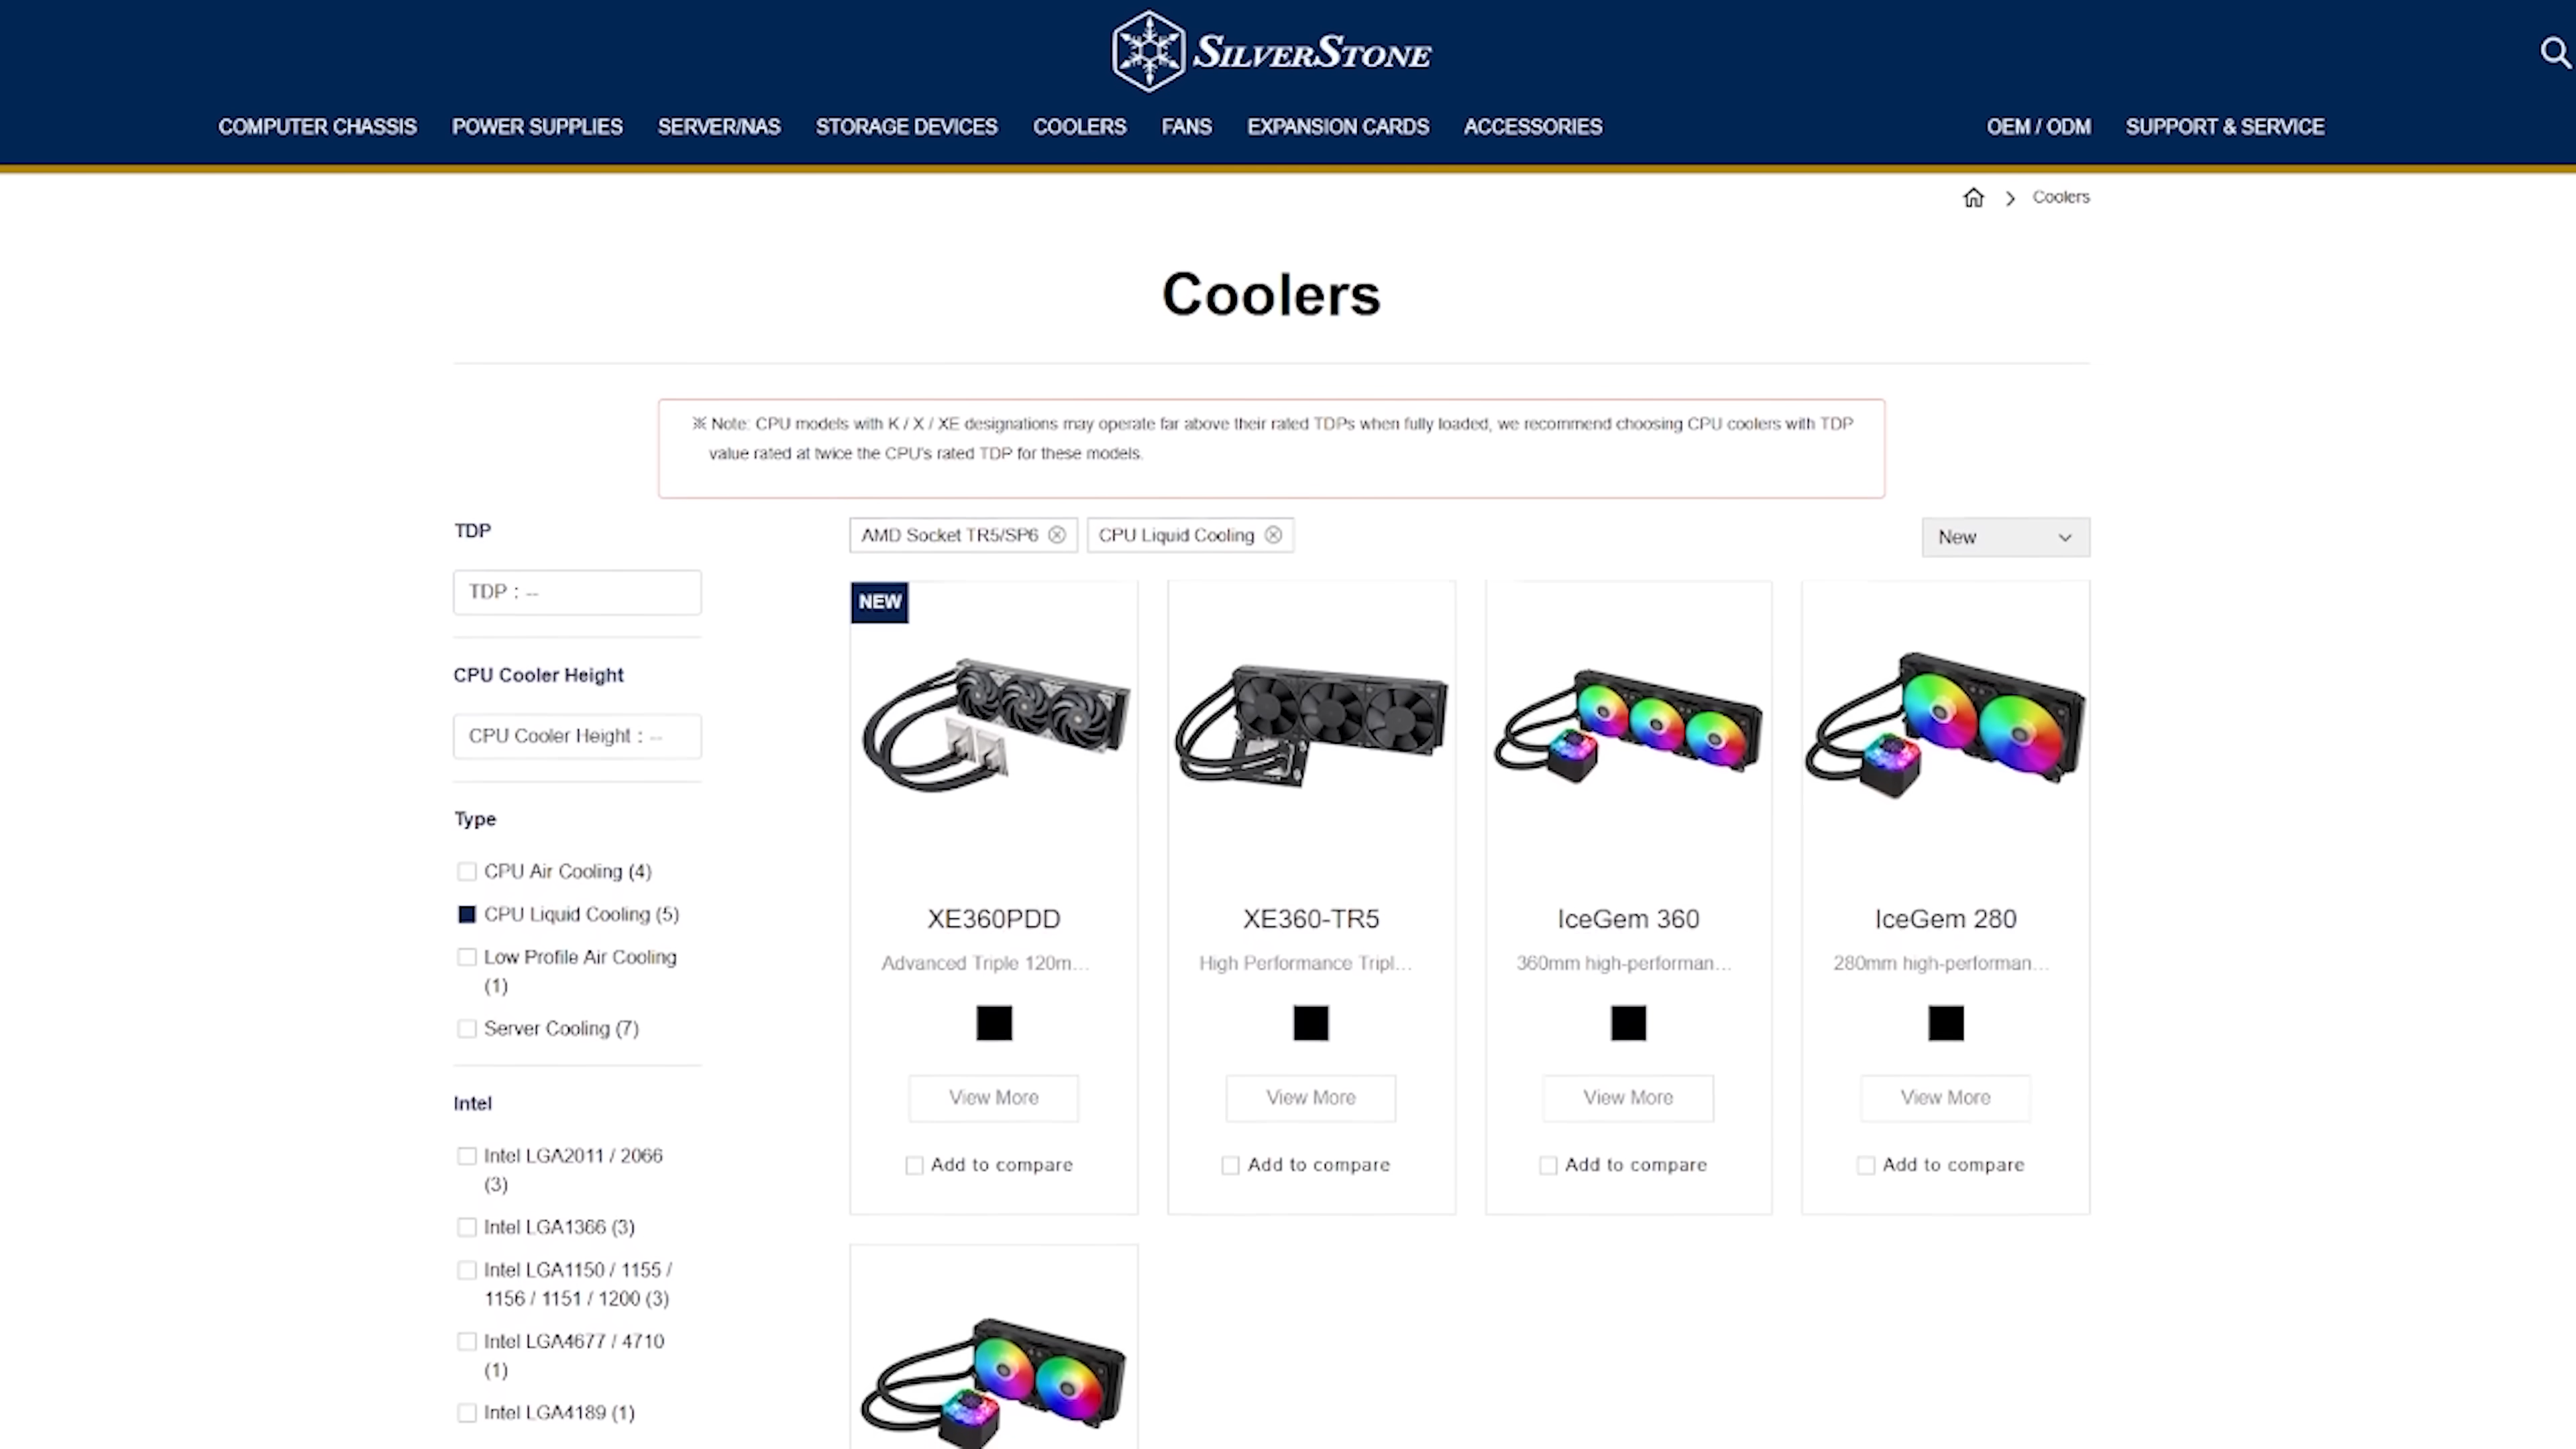 SILVERSTONE
COMPUTER CHASSIS
POWER SUPPLIES
SERVER/NAS
STORAGE DEVICES
COOLERS
FANS
EXPANSION CARDS
ACCESSORIES
OEM / ODM
SUPPORT & SERVICE
Coolers
Coolers
※ Note: CPU models with K / X / XE designations may operate far above their rated TDPs when fully loaded, we recommend choosing CPU coolers with TDP
value rated at twice the CPU's rated TDP for these models.
TDP
TDP : --
CPU Cooler Height
CPU Cooler Height : --
Type
CPU Air Cooling (4)
CPU Liquid Cooling (5)
Low Profile Air Cooling
(1)
Server Cooling (7)
Intel
Intel LGA2011 / 2066
(3)
Intel LGA1366 (3)
Intel LGA1150 / 1155 /
1156 / 1151 / 1200 (3)
Intel LGA4677 / 4710
(1)
Intel LGA4189 (1)
AMD Socket TR5/SP6
CPU Liquid Cooling
New
NEW
XE360PDD
Advanced Triple 120m...
View More
Add to compare
XE360-TR5
High Performance Tripl...
View More
Add to compare
IceGem 360
360mm high-performan...
View More
Add to compare
IceGem 280
280mm high-performan...
View More
Add to compare